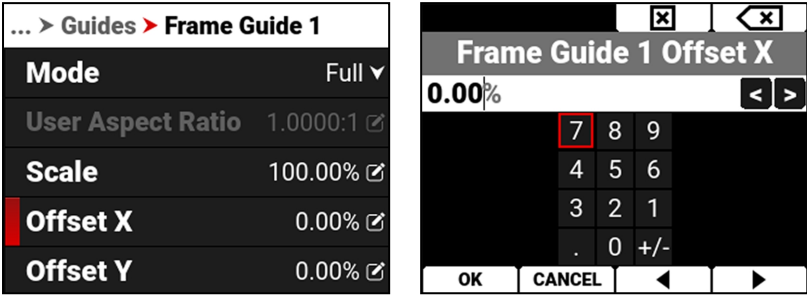 ... > Guides > Frame Guide 1
Mode Full
User Aspect Ratio 1.0000:1
Scale 100.00%
Offset X 0.00%
Offset Y 0.00%
Frame Guide 1 Offset X
0.00% < >
7 8 9
4 5 6
3 2 1
. 0 +/-
OK CANCEL